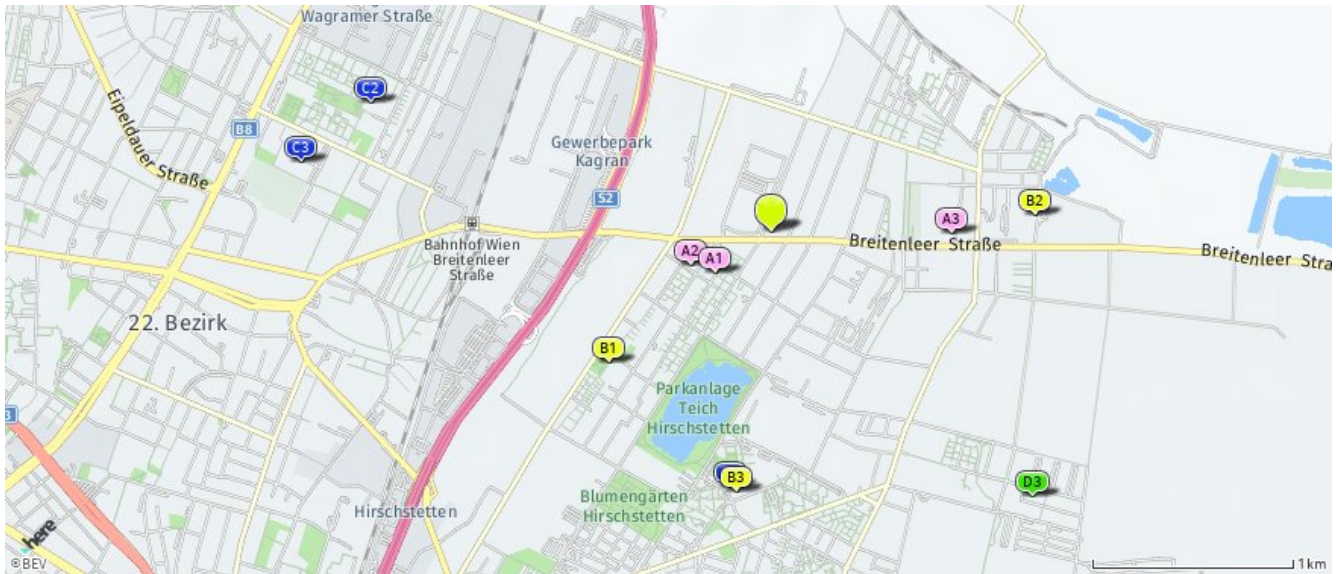 Wagramer Straße
C2
Eipeldauer Straße
B8
C3
Gewerbepark
Kagran
S2
B2
A3
Bahnhof Wien
Breitenleer
Straße
A2
A1
Breitenleer Straße
Breitenleer Stra
22. Bezirk
B1
Parkanlage
Teich
Hirschstetten
B3
D3
Blumengärten
Hirschstetten
Hirschstetten
3
here
©BEV
1km